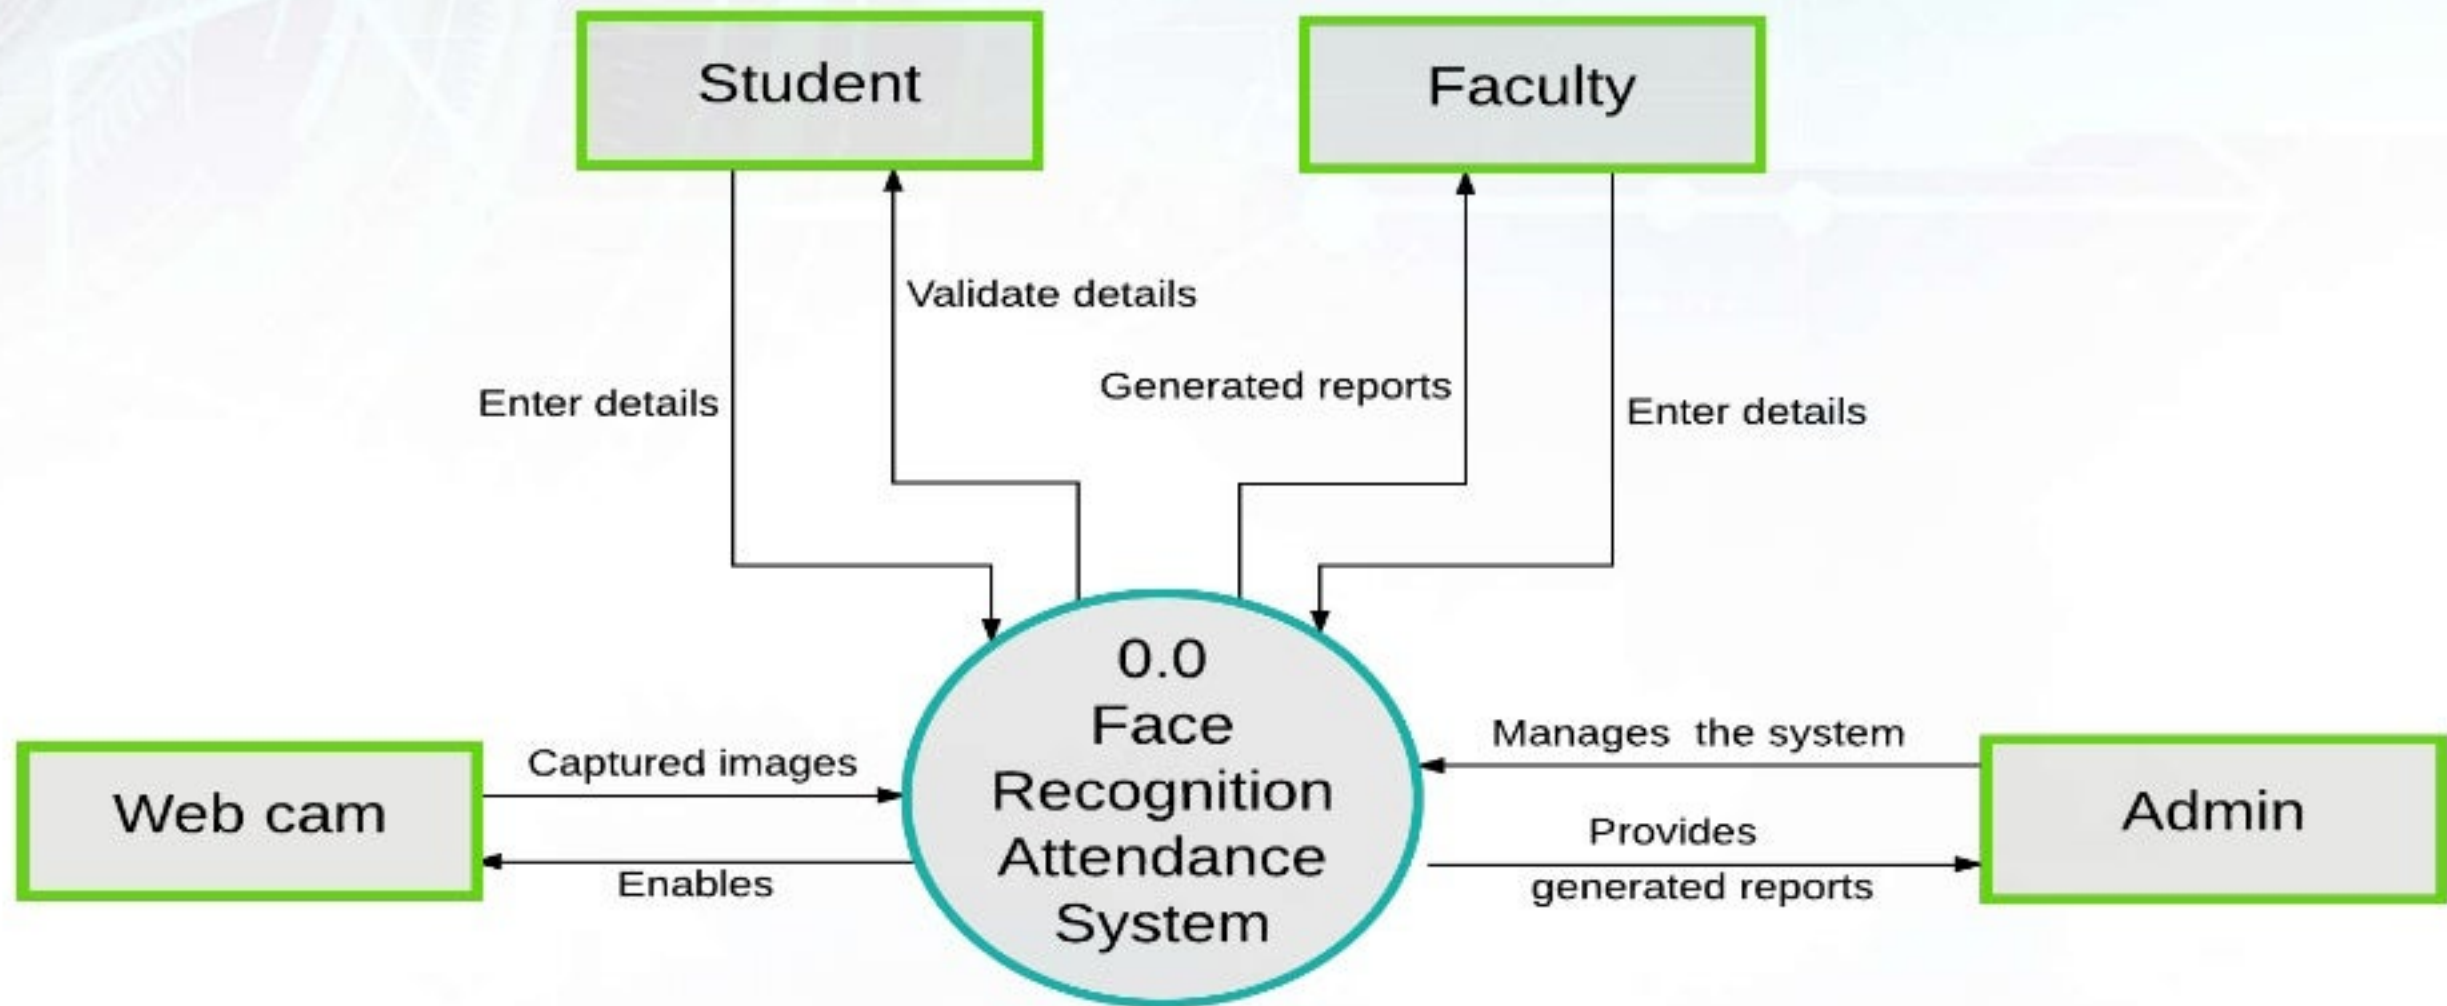 Student
Faculty
Validate details
Generated reports
Enter details
Enter details
0.0
Face
Recognition
Attendance
System
Captured images
Web cam
Enables
Manages the system
Provides
generated reports
Admin